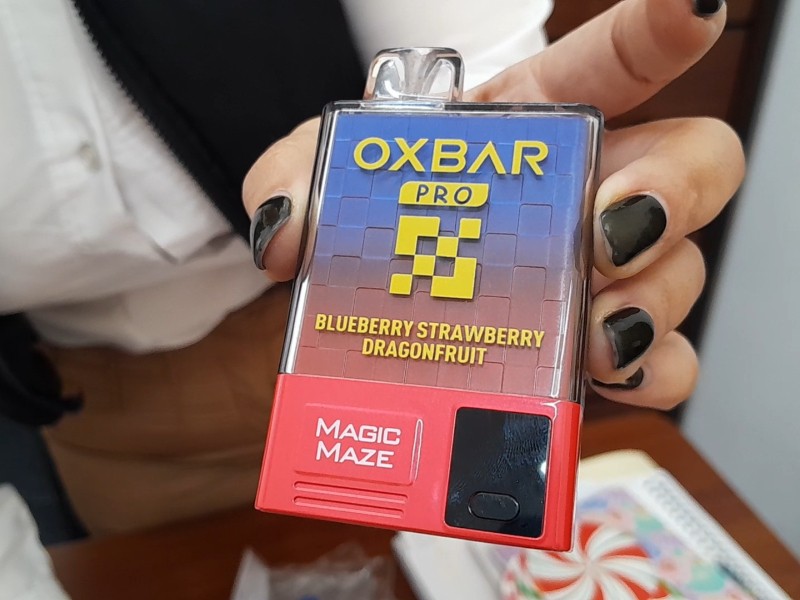 OXBAR
PRO
BLUEBERRY STRAWBERRY
DRAGONFRUIT
MAGIC
MAZE